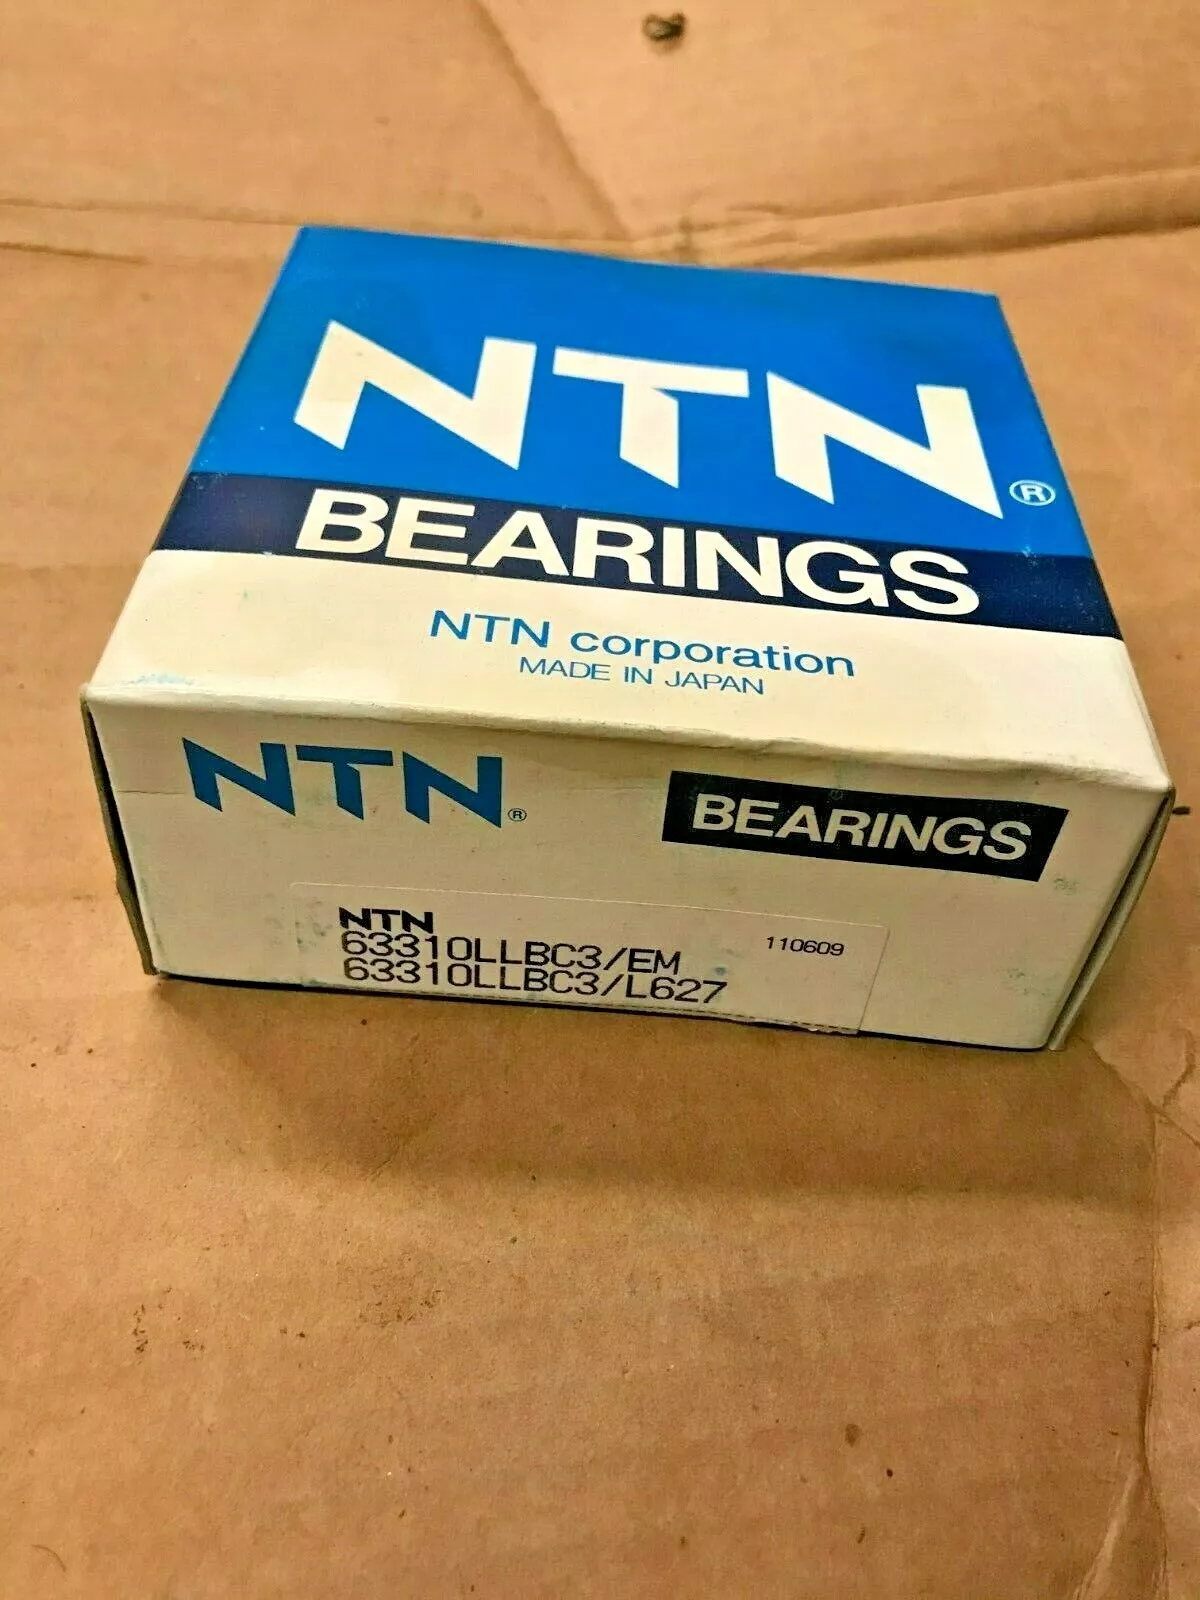 NTN®
BEARINGS
NTN corporation
MADE IN JAPAN
NTN®
BEARINGS
NTN
63310LLBC3/EM
110609
63310LLBC3/L627